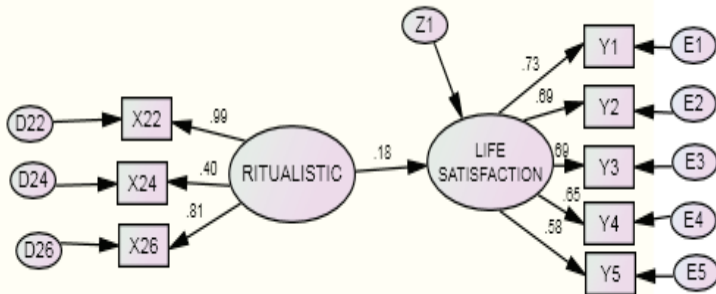 Z1
Y1
E1
.73
D22
X22
.99
.69
Y2
E2
RITUALISTIC
.18
LIFE
SATISFACTION
.69
Y3
E3
D24
X24
.40
.65
Y4
E4
D26
X26
.81
.58
Y5
E5